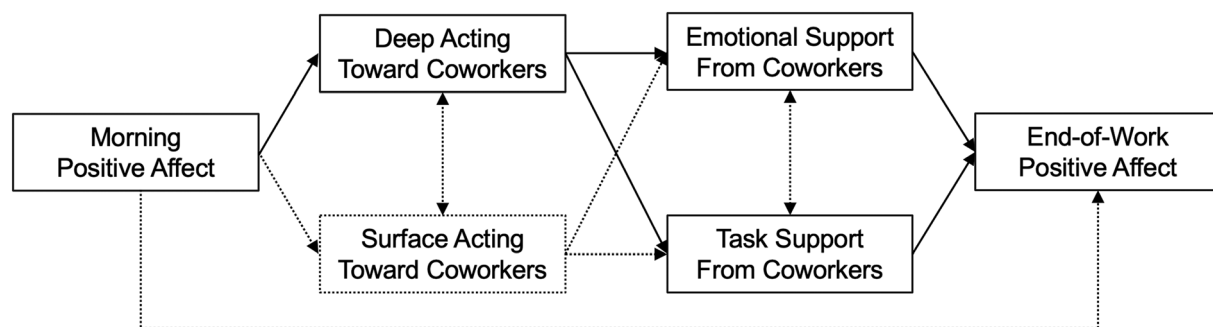 Morning
Positive Affect
Deep Acting
Toward Coworkers
Surface Acting
Toward Coworkers
Emotional Support
From Coworkers
Task Support
From Coworkers
End-of-Work
Positive Affect